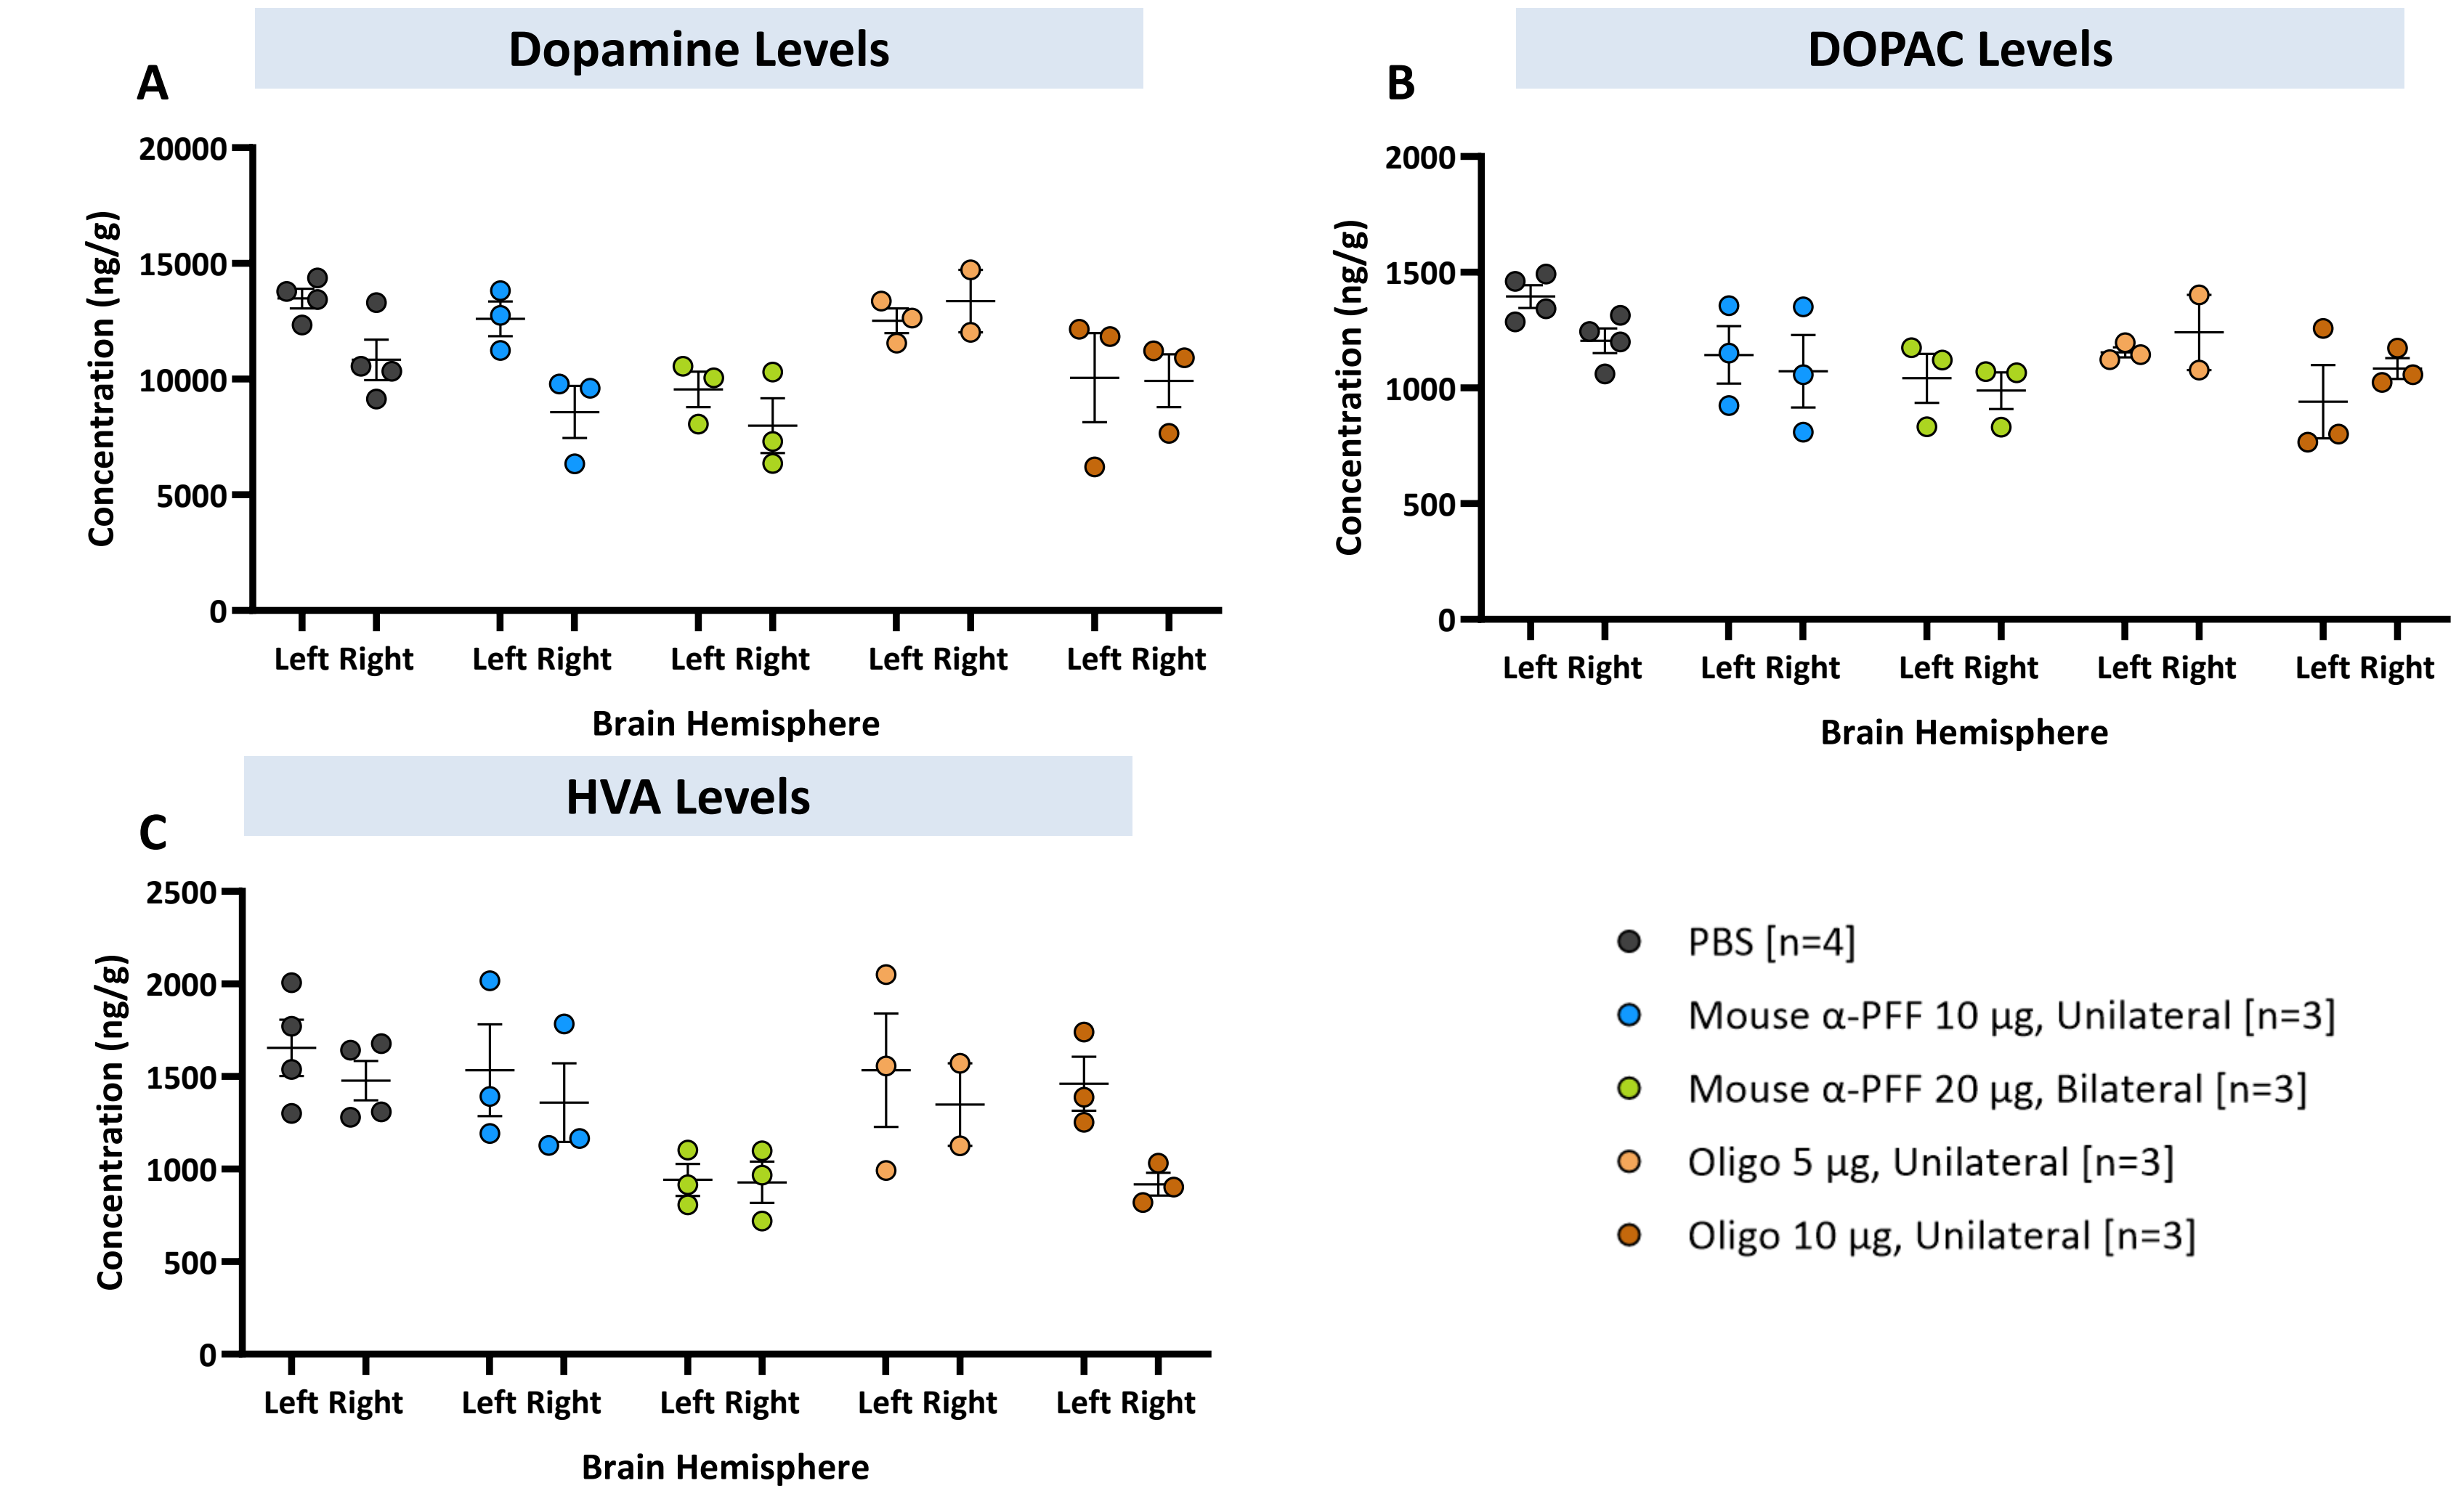 Dopamine Levels
A
Concentration (ng/g)
20000
15000
10000
5000
0
Left Right Left Right Left Right Left Right Left Right
Brain Hemisphere
DOPAC Levels
B
Concentration (ng/g)
2000
1500
1000
500
0
Left Right Left Right Left Right Left Right Left Right
Brain Hemisphere
HVA Levels
C
Concentration (ng/g)
2500
2000
1500
1000
500
0
Left Right Left Right Left Right Left Right Left Right
Brain Hemisphere
PBS [n=4]
Mouse α-PFF 10 µg, Unilateral [n=3]
Mouse α-PFF 20 µg, Bilateral [n=3]
Oligo 5 µg, Unilateral [n=3]
Oligo 10 µg, Unilateral [n=3]